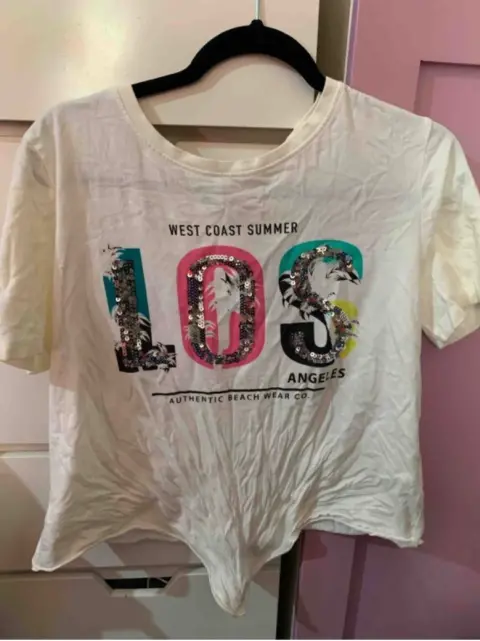 WEST COAST SUMMER
LOS
ANGELES
AUTHENTIC BEACH WEAR CO.